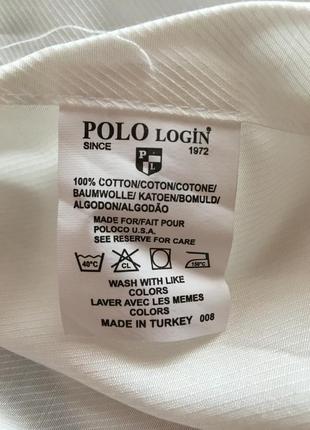 POLO LOGİN
SINCE 1972
P L
100% COTTON/COTON/COTONE/
BAUMWOLLE/ KATOEN/BOMULD/
ALGODON/ALGODÃO
MADE FOR/FAIT POUR
POLOCO U.S.A.
SEE RESERVE FOR CARE
40°C CL 150°C
WASH WITH LIKE
COLORS
LAVER AVEC LES MEMES
COLORS
MADE IN TURKEY 008